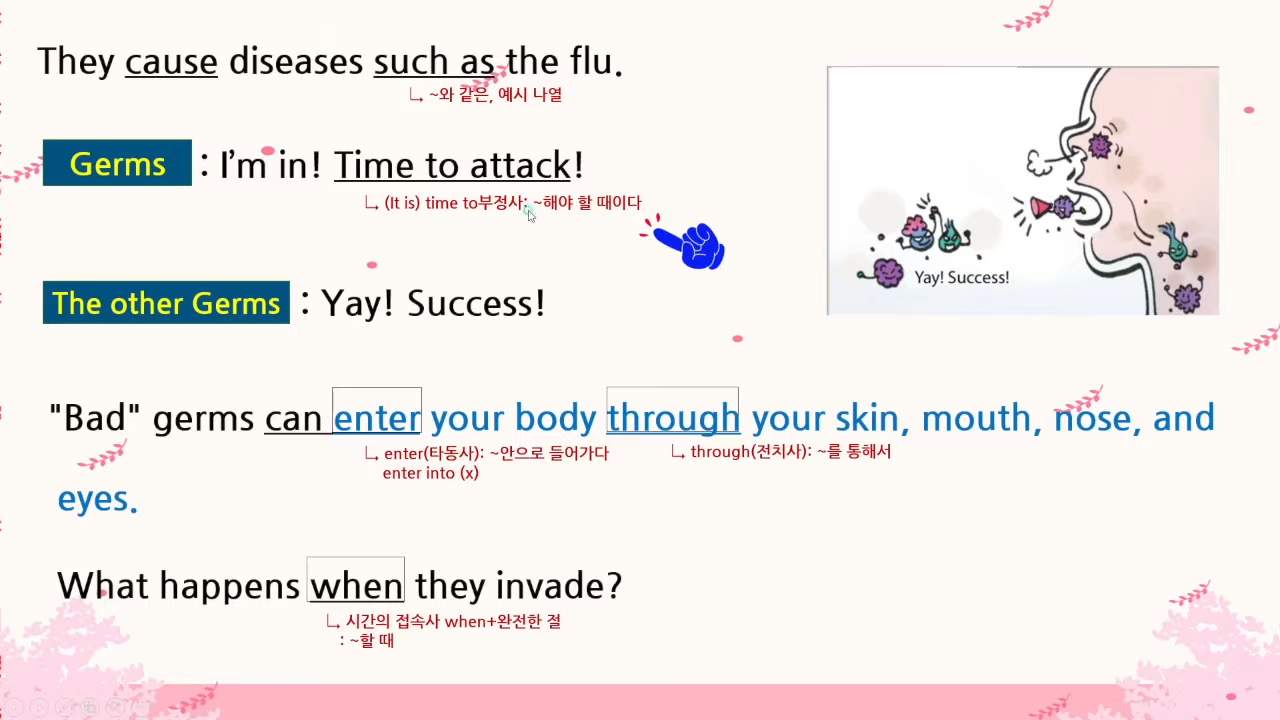 They cause diseases such as the flu.
~와 같은, 예시 나열
Germs : I'm in! Time to attack!
(It is) time to부정사: ~해야 할 때이다
Yay! Success!
The other Germs : Yay! Success!
"Bad" germs can enter your body through your skin, mouth, nose, and
enter(타동사): ~안으로 들어가다
enter into (x)
through(전치사): ~를 통해서
eyes.
What happens when they invade?
시간의 접속사 when+완전한 절
: ~할 때